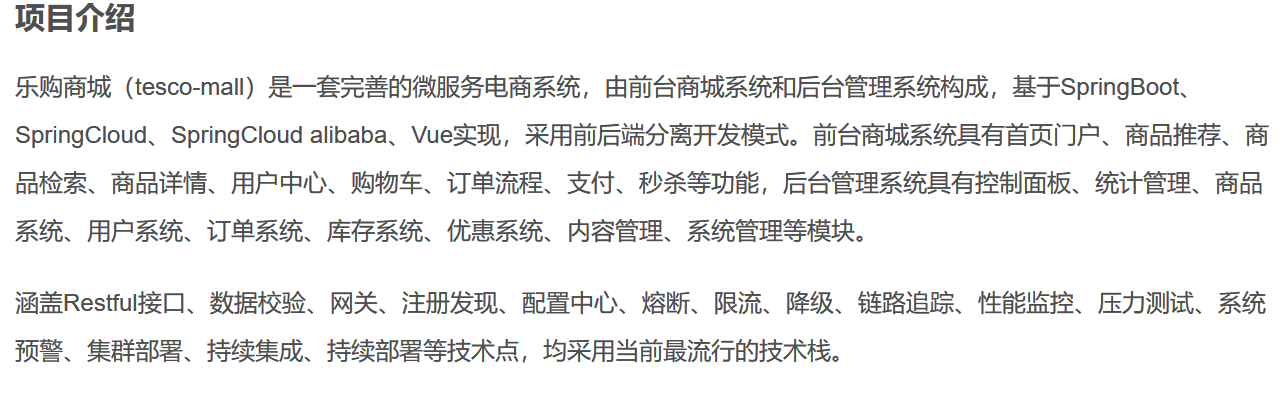 项目介绍
乐购商城（tesco-mall）是一套完善的微服务电商系统，由前台商城系统和后台管理系统构成，基于SpringBoot、
SpringCloud、SpringCloud alibaba、Vue实现，采用前后端分离开发模式。前台商城系统具有首页门户、商品推荐、商
品检索、商品详情、用户中心、购物车、订单流程、支付、秒杀等功能，后台管理系统具有控制面板、统计管理、商品
系统、用户系统、订单系统、库存系统、优惠系统、内容管理、系统管理等模块。
涵盖Restful接口、数据校验、网关、注册发现、配置中心、熔断、限流、降级、链路追踪、性能监控、压力测试、系统
预警、集群部署、持续集成、持续部署等技术点，均采用当前最流行的技术栈。